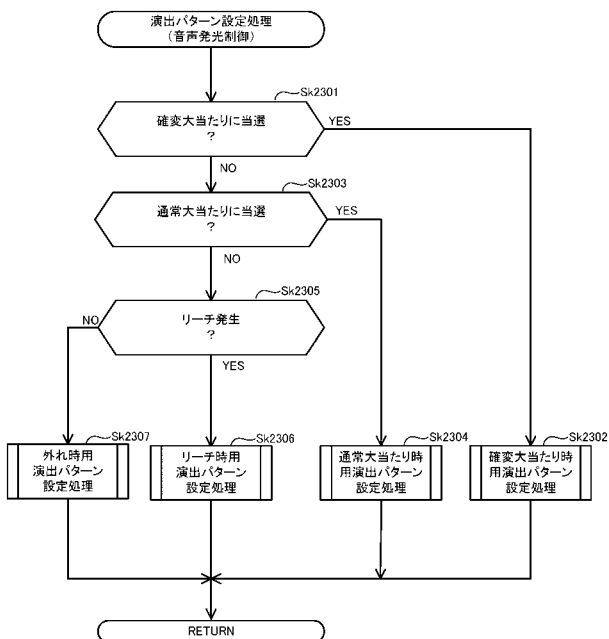 演出パターン設定処理
(音声発光制御)
Sk2301
確変大当たりに当選
?
YES
NO
Sk2303
通常大当たりに当選
?
YES
NO
Sk2305
リーチ発生
?
NO
YES
Sk2307
外れ時用
演出パターン
設定処理
Sk2306
リーチ時用
演出パターン
設定処理
Sk2304
通常大当たり時
用演出パターン
設定処理
Sk2302
確変大当たり時
用演出パターン
設定処理
RETURN